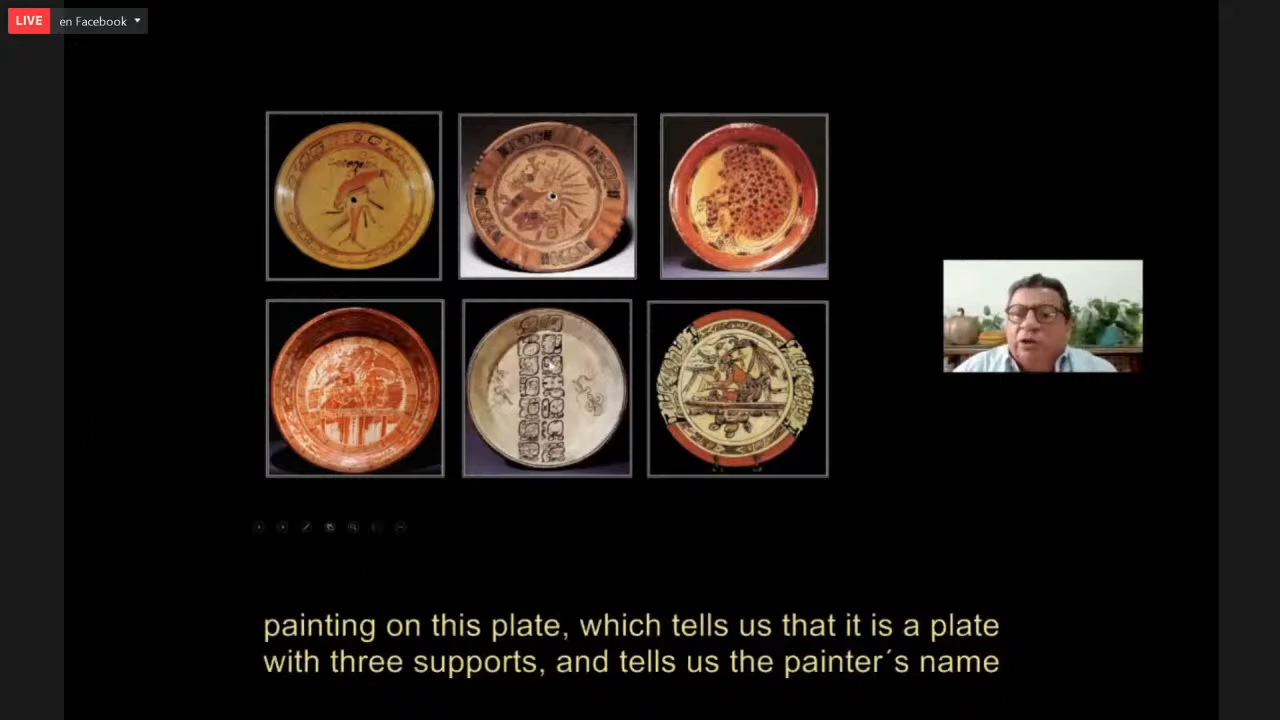 LIVE en Facebook
painting on this plate, which tells us that it is a plate
with three supports, and tells us the painter´s name